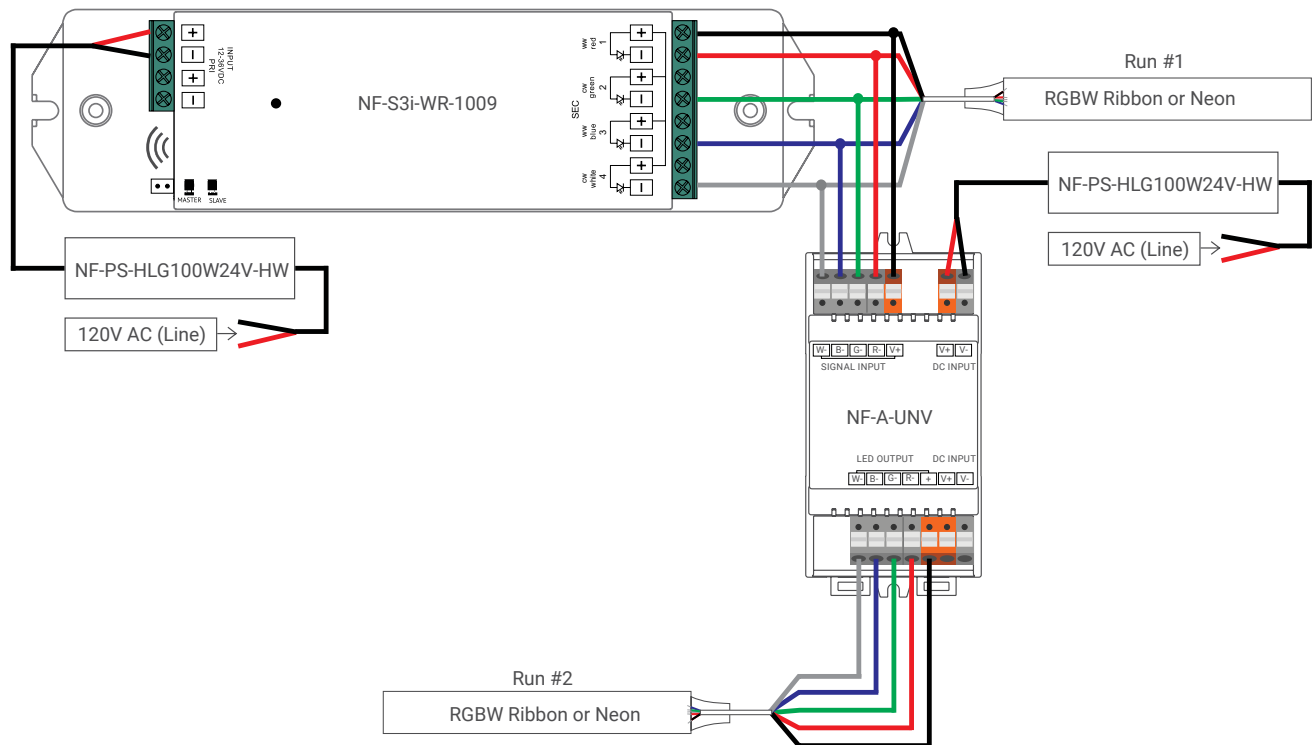 +
−
+
−
INPUT
12-36VDC
PRI
NF-S3i-WR-1009
MASTER
SLAVE
SEC
ww
red
1
+
−
cw
green
2
+
−
ww
blue
3
+
−
cw
white
4
+
−
Run #1
RGBW Ribbon or Neon
NF-PS-HLG100W24V-HW
120V AC (Line)
NF-PS-HLG100W24V-HW
120V AC (Line)
W- B- G- R- V+ V+ V-
SIGNAL INPUT DC INPUT
NF-A-UNV
LED OUTPUT DC INPUT
W- B- G- R- + V+ V-
Run #2
RGBW Ribbon or Neon